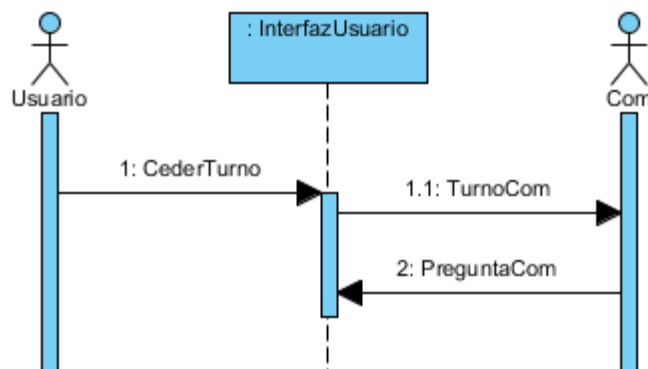 : InterfazUsuario
Usuario
Com
1: CederTurno
1.1: TurnoCom
2: PreguntaCom